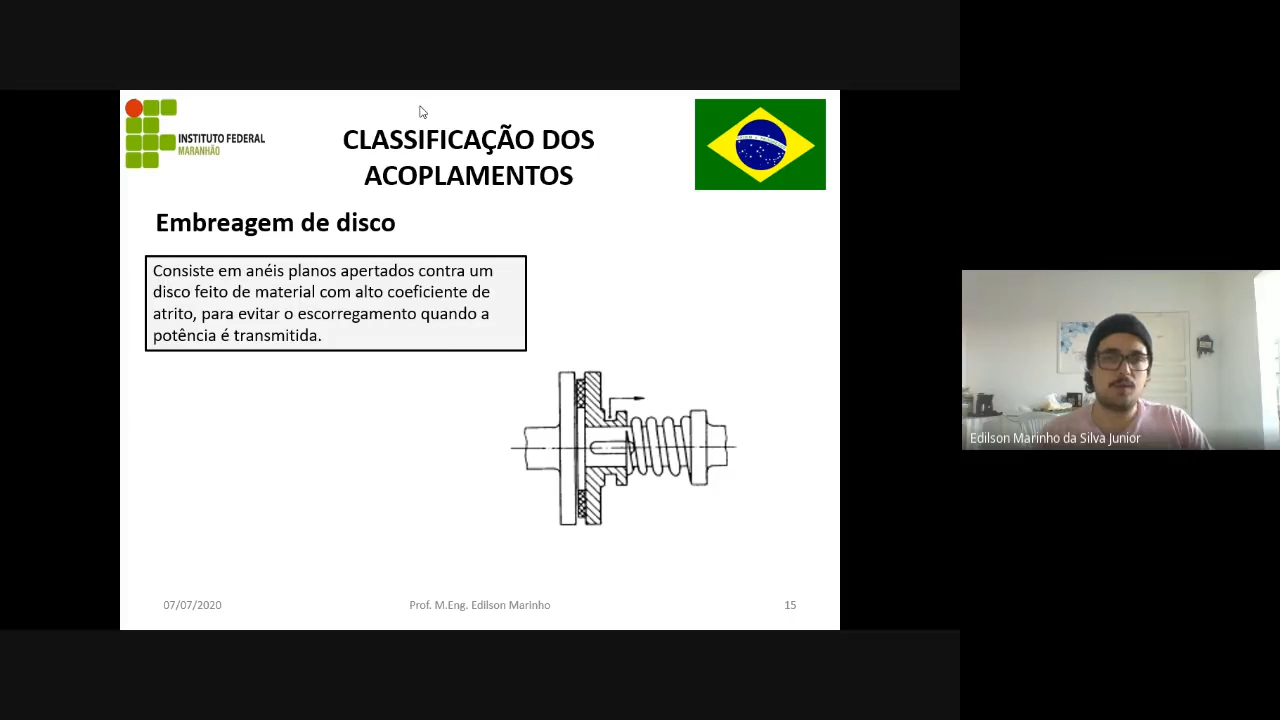 INSTITUTO FEDERAL
MARANHÃO
CLASSIFICAÇÃO DOS
ACOPLAMENTOS
Embreagem de disco
Consiste em anéis planos apertados contra um
disco feito de material com alto coeficiente de
atrito, para evitar o escorregamento quando a
potência é transmitida.
Edilson Marinho da Silva Junior
07/07/2020
Prof. M.Eng. Edilson Marinho
15